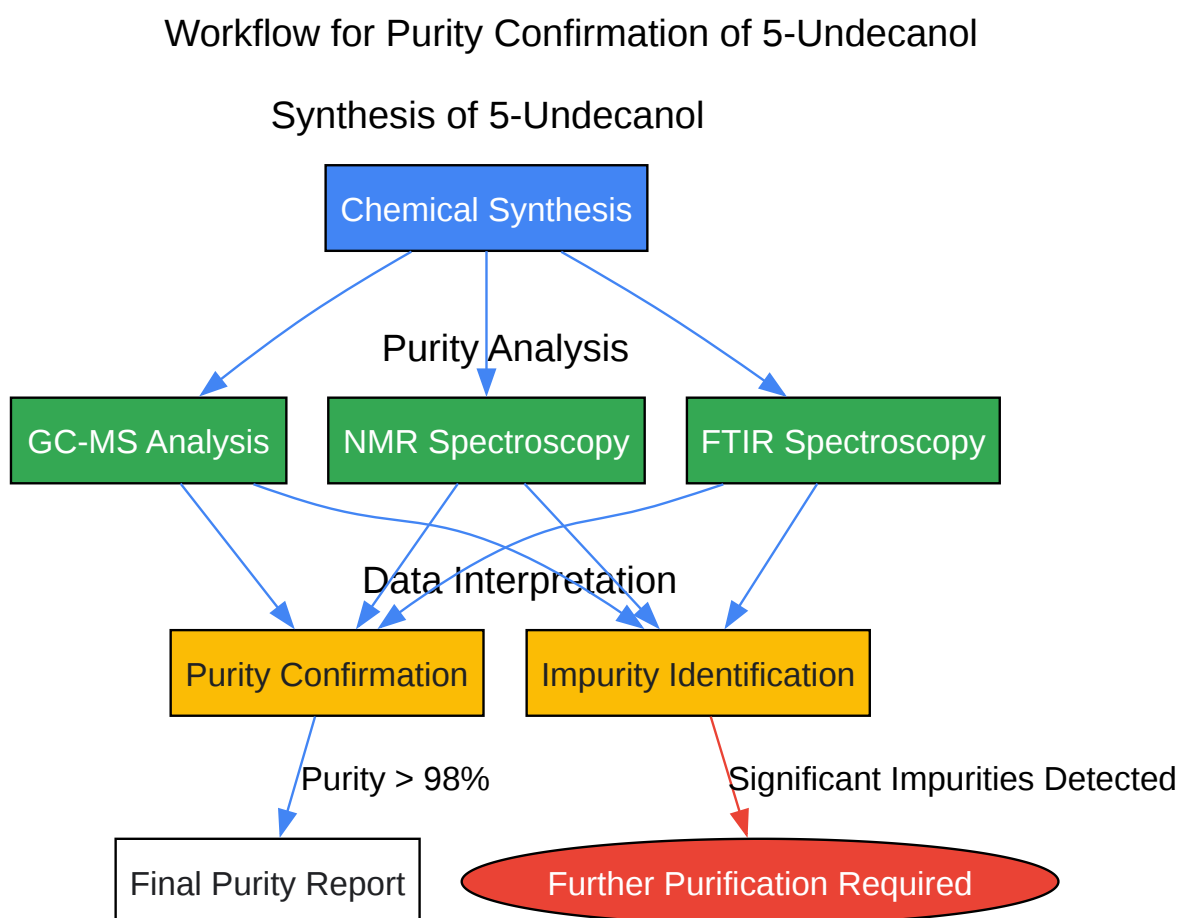 Workflow for Purity Confirmation of 5-Undecanol
Synthesis of 5-Undecanol
Chemical Synthesis
Purity Analysis
GC-MS Analysis
NMR Spectroscopy
FTIR Spectroscopy
Data Interpretation
Purity Confirmation
Impurity Identification
Purity > 98%
Significant Impurities Detected
Final Purity Report
Further Purification Required